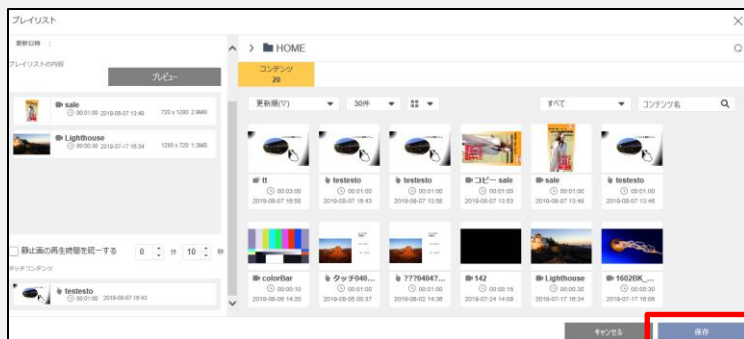 プレイリスト
更新日時 :
プレイリストの内容
プレビュー
sale
00:01:00 2019-08-07 13:49 720 x 1280 2.9MB
Lighthouse
00:00:30 2019-07-17 16:34 1280 x 720 1.3MB
静止画の再生時間を統一する 0 分 10 秒
タッチコンテンツ
testesto
00:01:00 2019-08-07 16:43
HOME
コンテンツ
20
更新順(▽) 30件 すべて コンテンツ名
tt testesto testesto コピー sale sale testesto
00:03:00 00:01:00 00:01:00 00:01:00 00:01:00 00:01:00
2019-08-07 16:56 2019-08-07 16:43 2019-08-07 13:58 2019-08-07 13:53 2019-08-07 13:49 2019-08-07 13:46
colorBar タッチ040... ???0404?... 142 Lighthouse 1602BK_...
00:00:10 00:01:00 00:01:00 00:00:15 00:00:30 00:00:30
2019-08-05 14:20 2019-08-05 00:37 2019-08-02 14:36 2019-07-24 14:09 2019-07-17 16:34 2019-07-17 16:06
キャンセル 保存